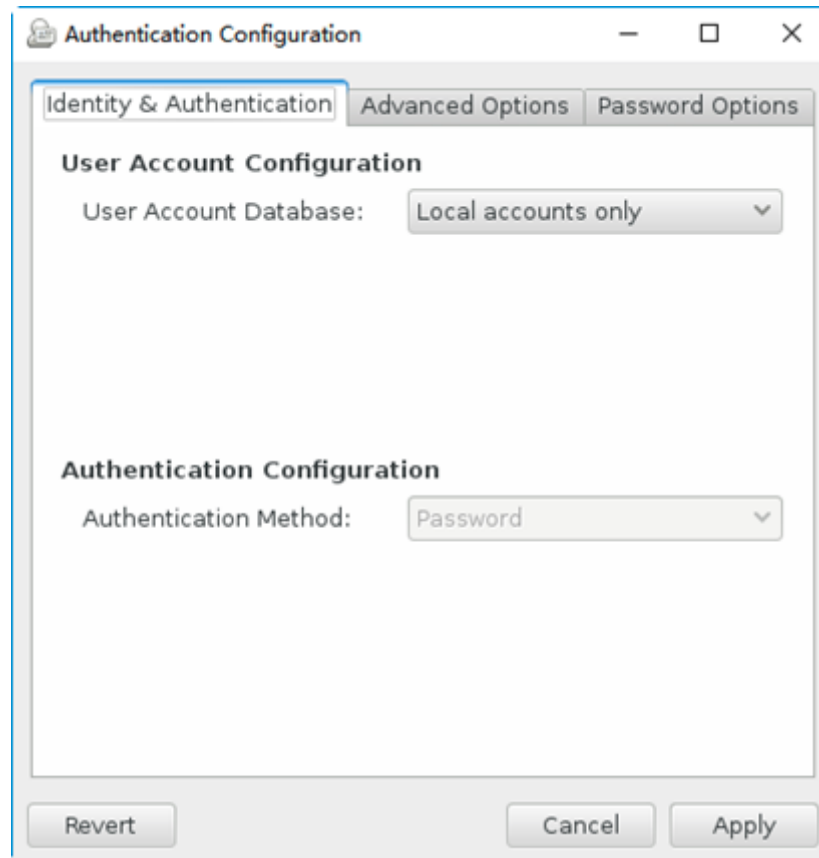 Authentication Configuration
Identity & Authentication Advanced Options Password Options
User Account Configuration
User Account Database: Local accounts only
Authentication Configuration
Authentication Method: Password
Revert Cancel Apply